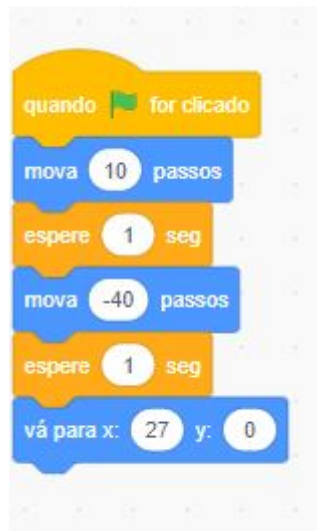 quando for clicado
mova 10 passos
espere 1 seg
mova -40 passos
espere 1 seg
vá para x: 27 y: 0